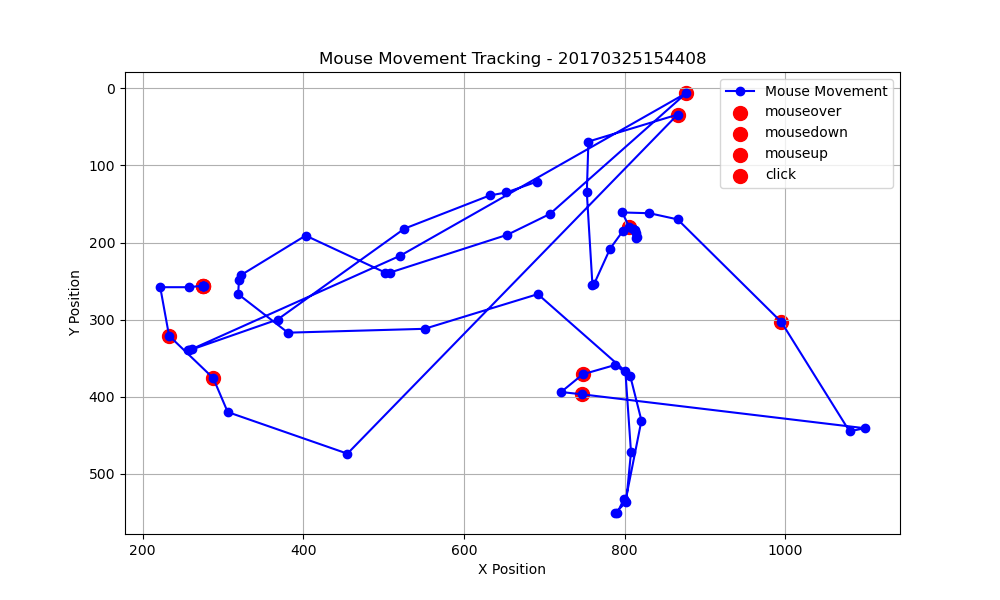 Mouse Movement Tracking - 20170325154408
Mouse Movement
mouseover
mousedown
mouseup
click
0
100
200
300
400
500
Y Position
200
400
600
800
1000
X Position